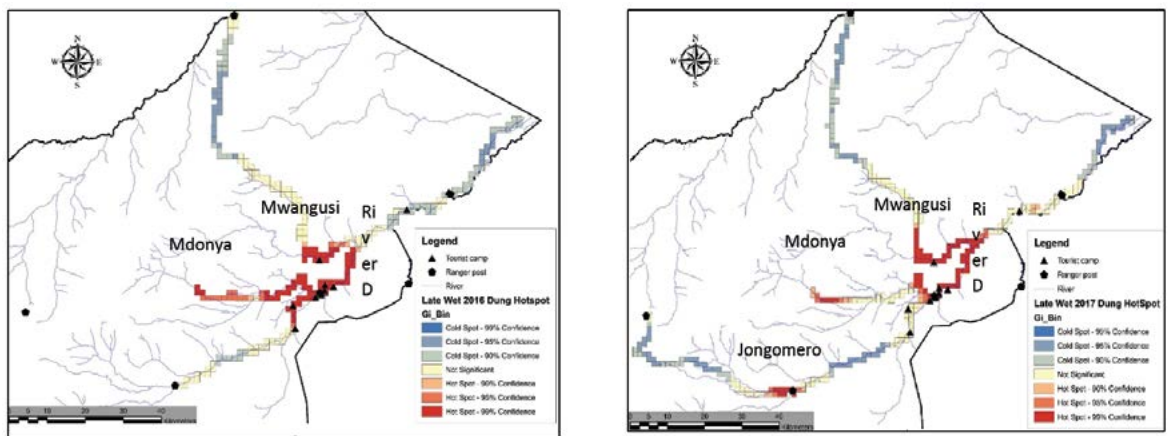 N
W E
S
Mwangusi
Mdonya
Ri
v
er
D
Legend
Tourist camp
Ranger post
River
Late Wet 2016 Dung Hotspot
Gi_Bin
Cold Spot - 99% Confidence
Cold Spot - 95% Confidence
Cold Spot - 90% Confidence
Not Significant
Hot Spot - 90% Confidence
Hot Spot - 95% Confidence
Hot Spot - 99% Confidence
0 5 10 20 30 40
Kilometers
N
W E
S
Mwangusi
Mdonya
Ri
v
er
D
Jongomero
Legend
Tourist camp
Ranger post
River
Late Wet 2017 Dung HotSpot
Gi_Bin
Cold Spot - 99% Confidence
Cold Spot - 95% Confidence
Cold Spot - 90% Confidence
Not Significant
Hot Spot - 90% Confidence
Hot Spot - 95% Confidence
Hot Spot - 99% Confidence
0 5 10 20 30 40
Kilometers